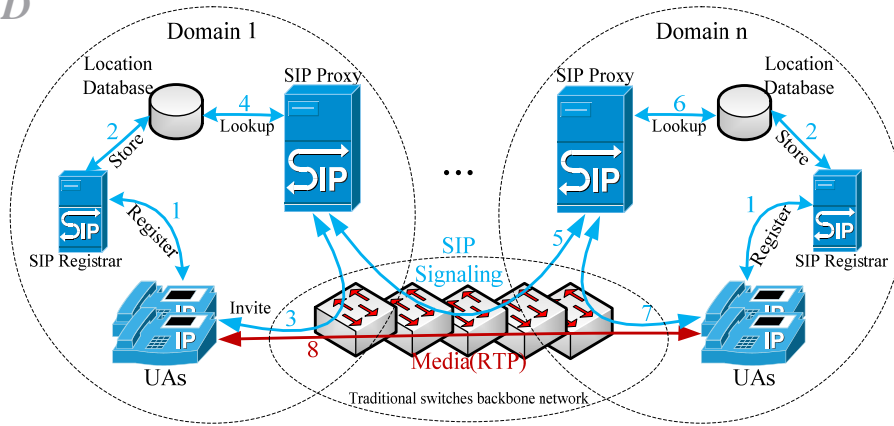 D
Domain 1
Domain n
Location
Database
SIP Proxy
SIP Proxy
Location
Database
4
Lookup
6
Lookup
2
Store
2
Store
SIP
SIP
...
SIP
SIP
1
Register
1
Register
SIP Registrar
SIP Registrar
5
SIP
Signaling
Invite
3
7
IP
IP
IP
IP
8
Media(RTP)
UAs
UAs
Traditional switches backbone network